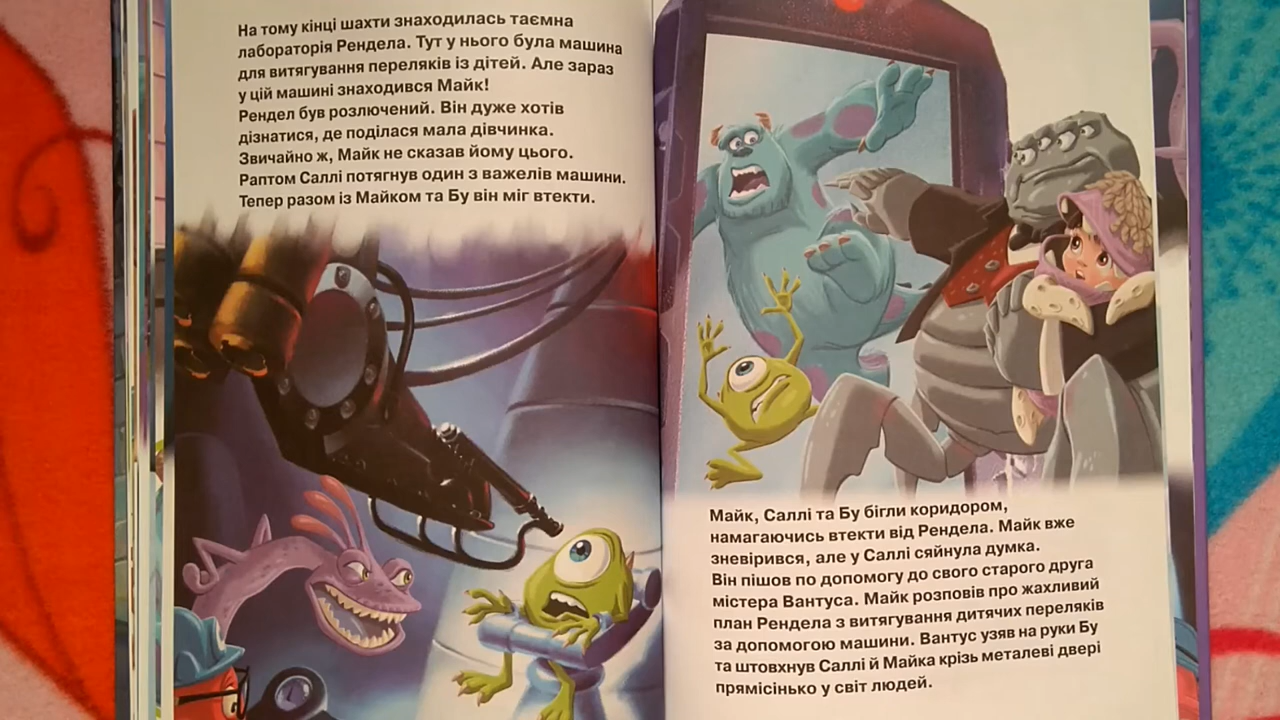 На тому кінці шахти знаходилась таємна
лабораторія Рендела. Тут у нього була машина
для витягування переляків із дітей. Але зараз
у цій машині знаходився Майк!
Рендел був розлючений. Він дуже хотів
дізнатися, де поділася мала дівчинка.
Звичайно ж, Майк не сказав йому цього.
Раптом Саллі потягнув один з важелів машини.
Тепер разом із Майком та Бу він міг втекти.
Майк, Саллі та Бу бігли коридором,
намагаючись втекти від Рендела. Майк вже
зневірився, але у Саллі сяйнула думка.
Він пішов по допомогу до свого старого друга
містера Вантуса. Майк розповів про жахливий
план Рендела з витягування дитячих переляків
за допомогою машини. Вантус узяв на руки Бу
та штовхнув Саллі й Майка крізь металеві двері
прямісінько у світ людей.